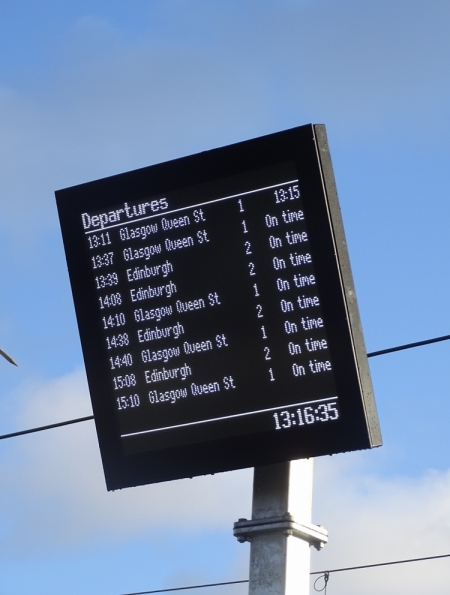 Departures
13:11 Glasgow Queen St 1 13:15
13:37 Glasgow Queen St 1 On time
13:39 Edinburgh 2 On time
14:08 Edinburgh 2 On time
14:10 Glasgow Queen St 1 On time
14:38 Edinburgh 2 On time
14:40 Glasgow Queen St 1 On time
15:08 Edinburgh 2 On time
15:10 Glasgow Queen St 1 On time
13:16:35